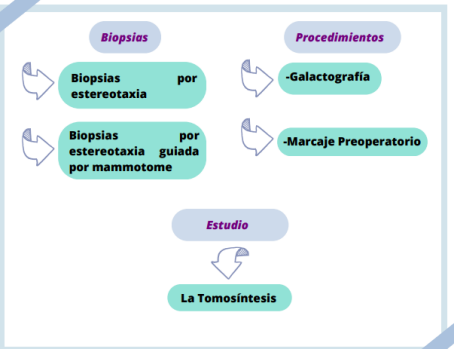 Biopsias
Biopsias por
estereotaxia
Biopsias por
estereotaxia guiada
por mammotome
Procedimientos
-Galactografía
-Marcaje Preoperatorio
Estudio
La Tomosíntesis